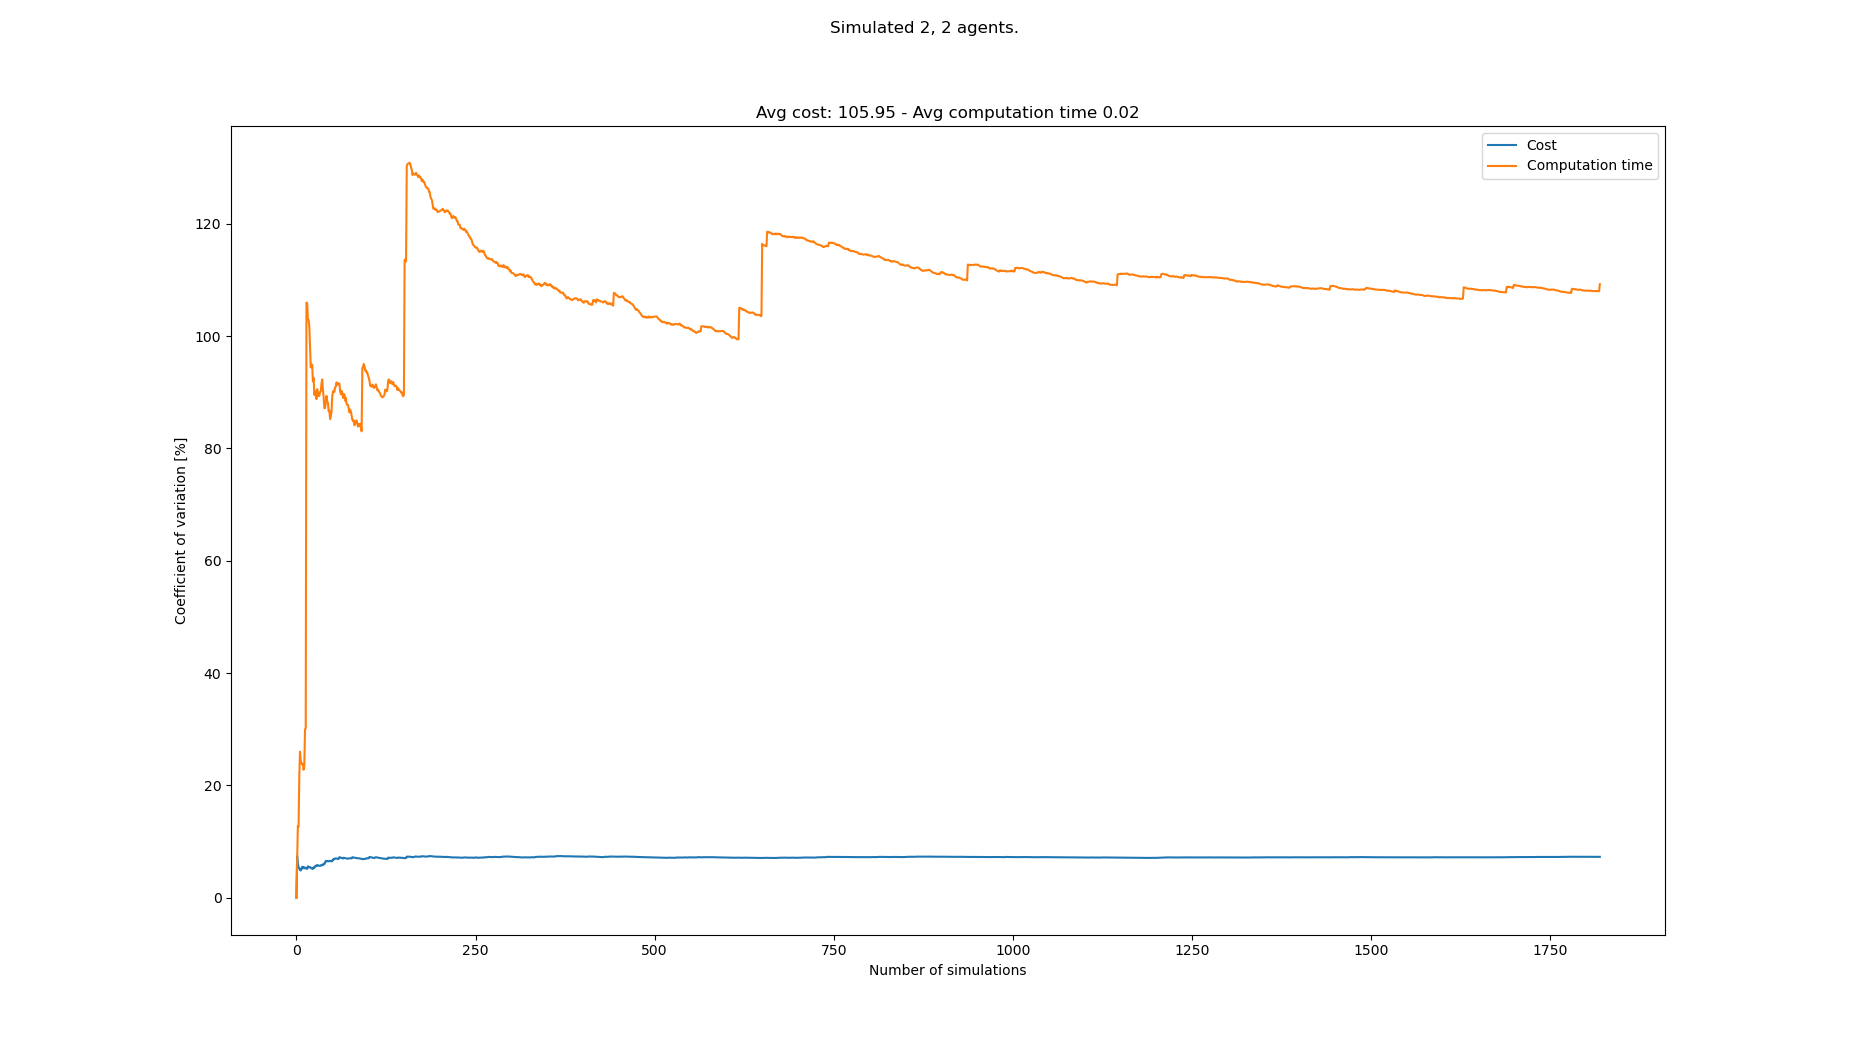 Simulated 2, 2 agents.
Avg cost: 105.95 - Avg computation time 0.02
Cost
Computation time
Coefficient of variation [%]
120
100
80
60
40
20
0
0 250 500 750 1000 1250 1500 1750
Number of simulations